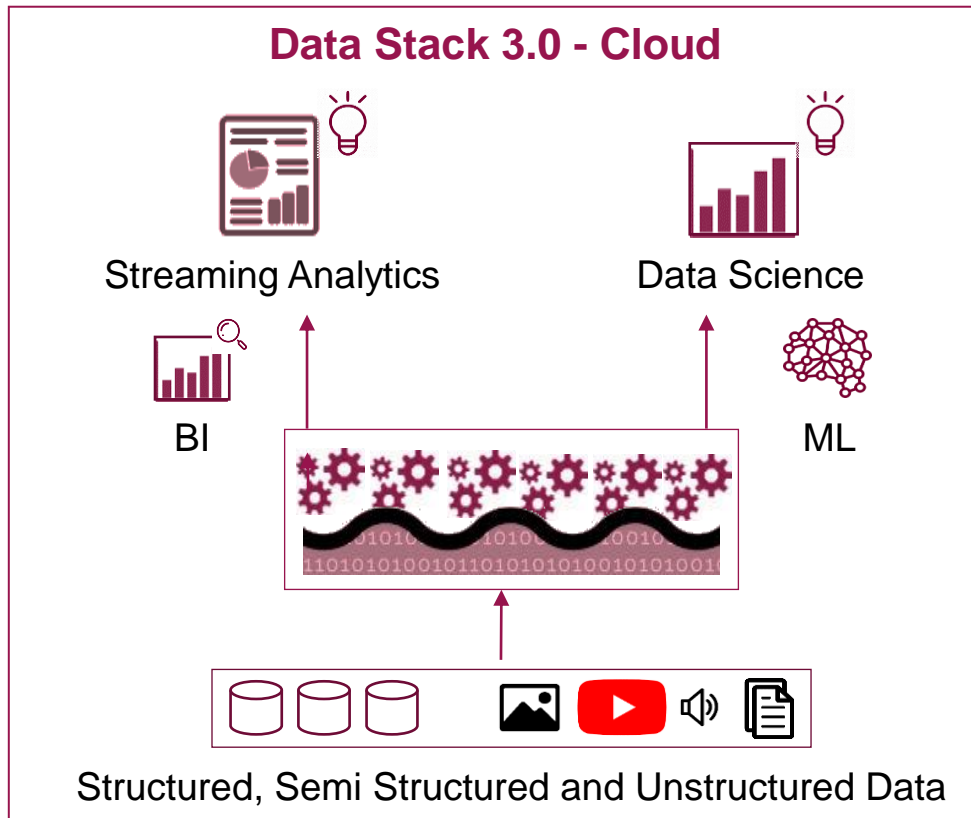 Data Stack 3.0 - Cloud
Streaming Analytics
Data Science
BI
ML
Structured, Semi Structured and Unstructured Data